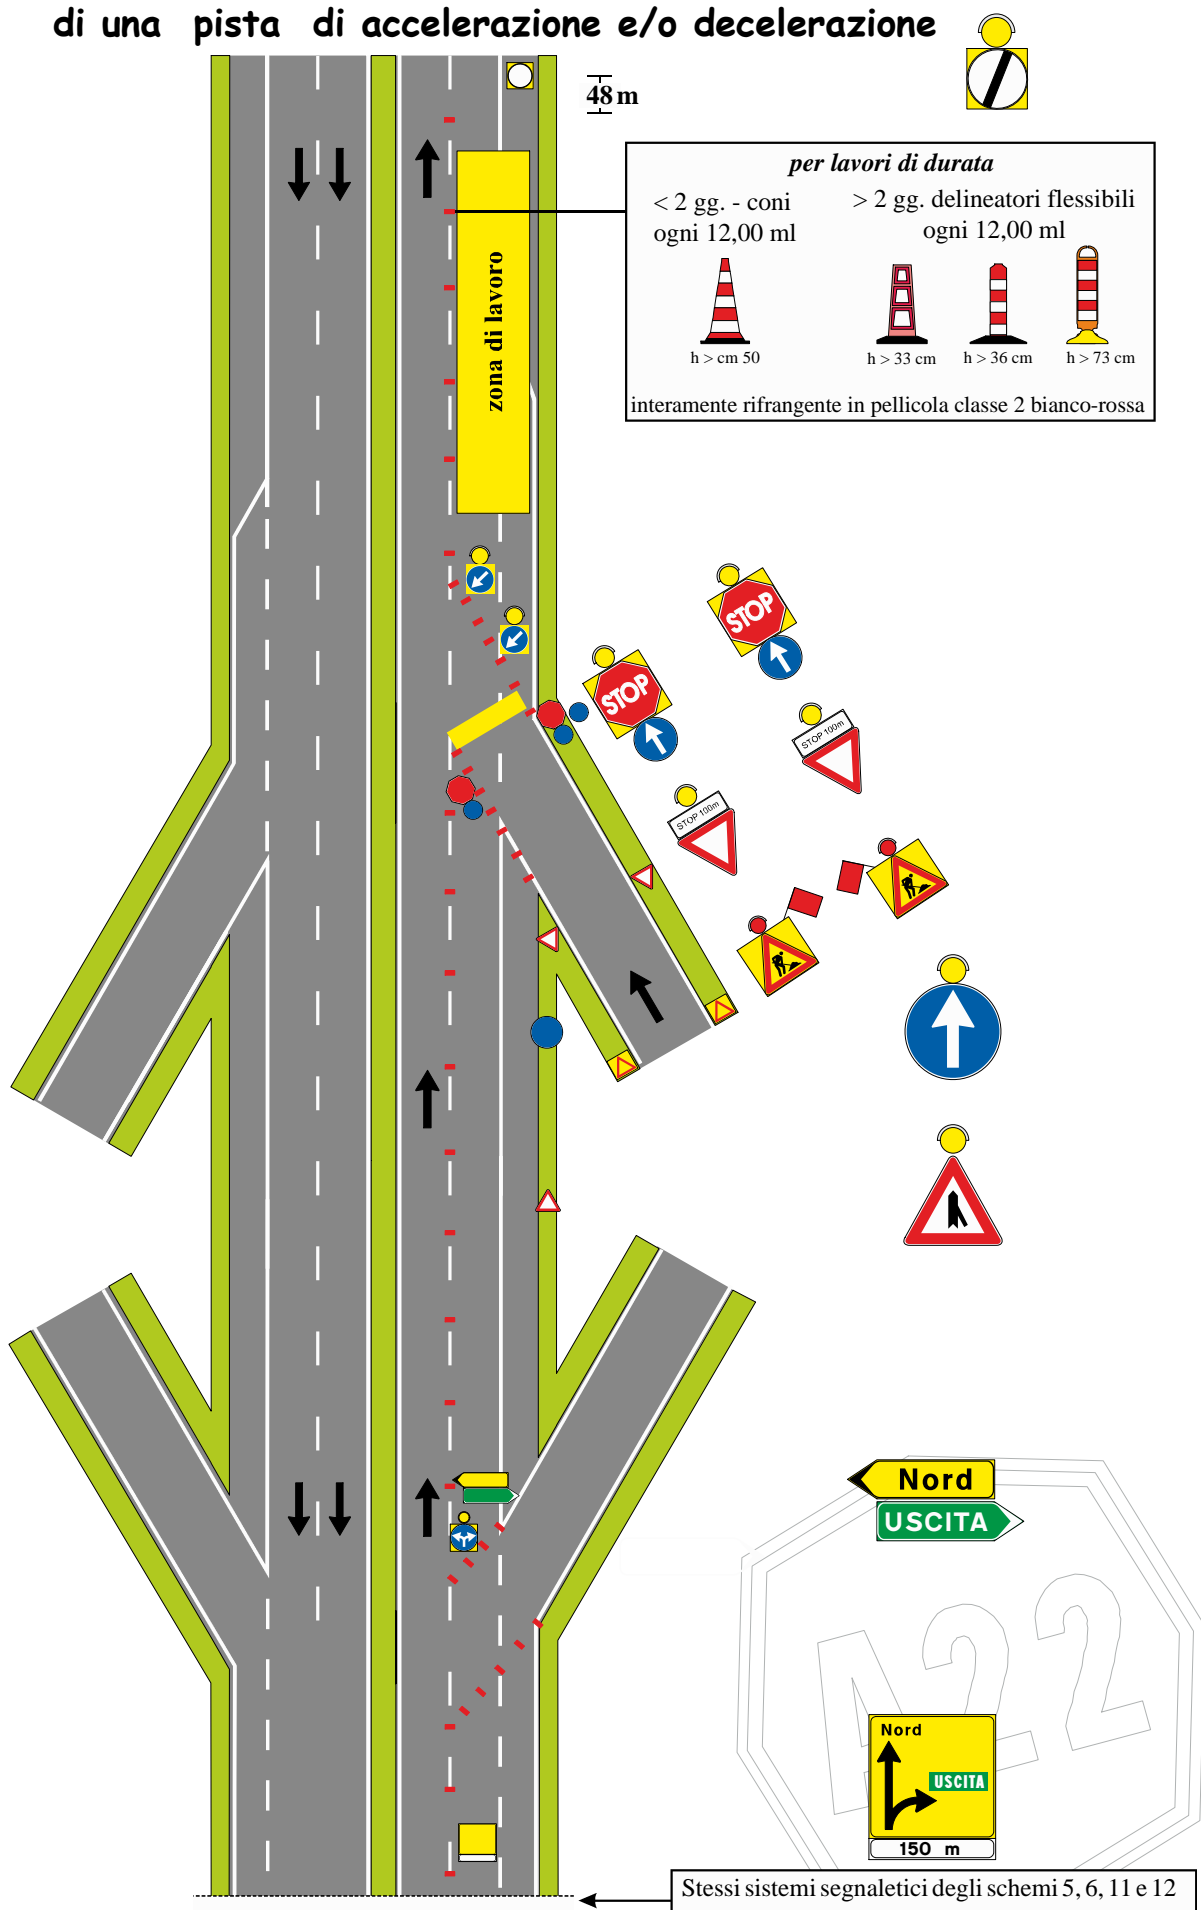 di una pista di accelerazione e/o decelerazione
48 m
per lavori di durata
< 2 gg. - coni
ogni 12,00 ml
> 2 gg. delineatori flessibili
ogni 12,00 ml
h > cm 50
h > 33 cm
h > 36 cm
h > 73 cm
interamente rifrangente in pellicola classe 2 bianco-rossa
zona di lavoro
STOP
STOP
STOP 100m
STOP 100m
Nord
USCITA
A22
Nord
USCITA
150 m
Stessi sistemi segnaletici degli schemi 5, 6, 11 e 12